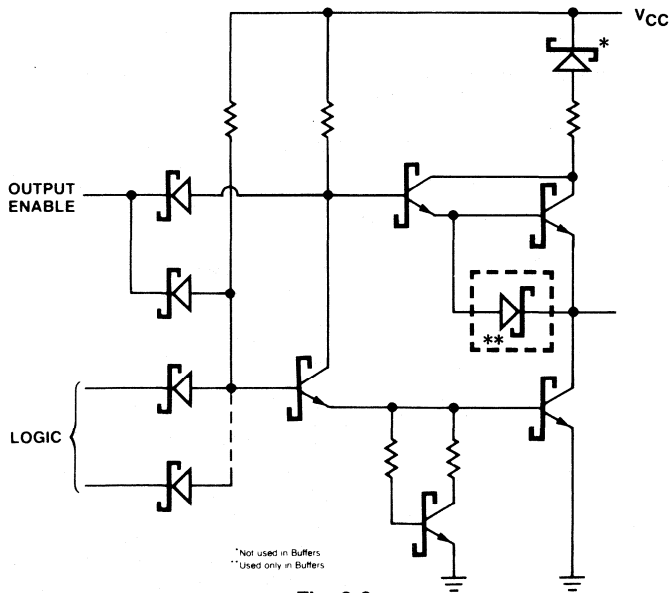 VCC
*
OUTPUT
ENABLE
**
LOGIC
*Not used in Buffers
**Used only in Buffers